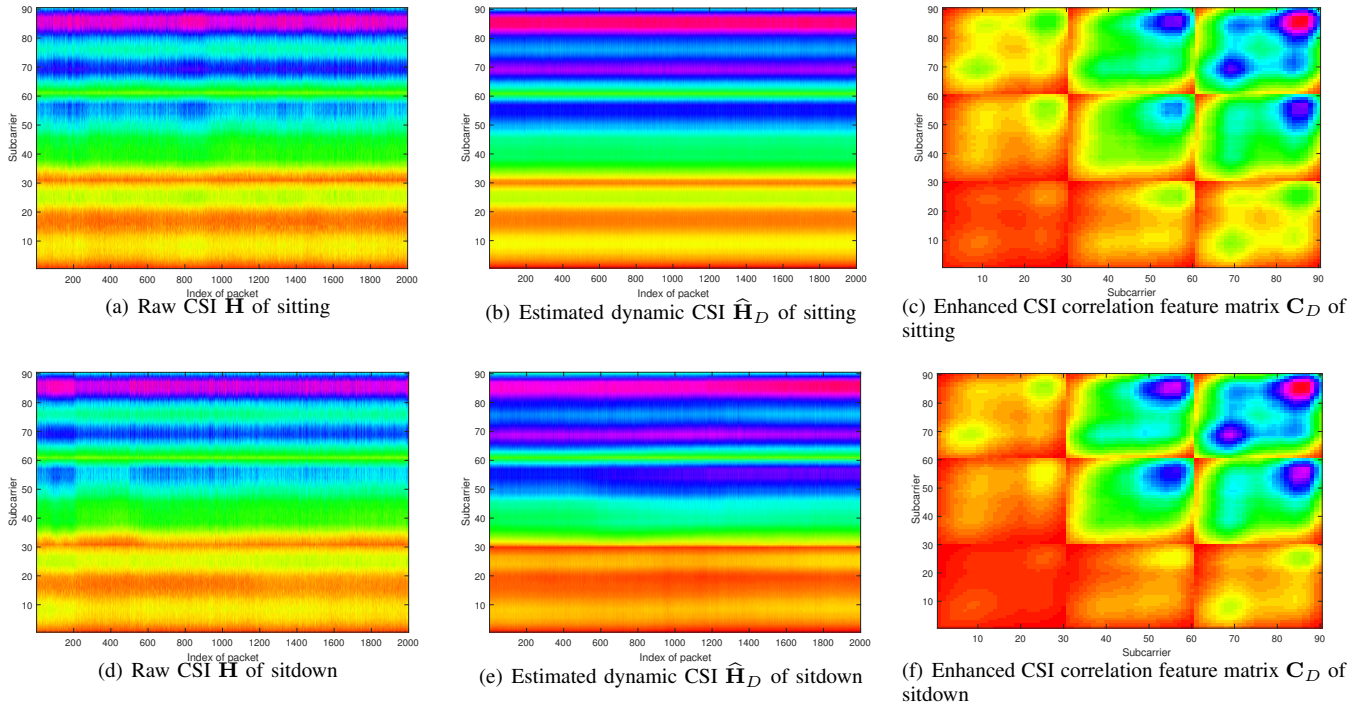 90
80
70
60
50
40
30
20
10
Subcarrier
200 400 600 800 1000 1200 1400 1600 1800 2000
Index of packet
(a) Raw CSI H of sitting
90
80
70
60
50
40
30
20
10
Subcarrier
200 400 600 800 1000 1200 1400 1600 1800 2000
Index of packet
(b) Estimated dynamic CSI Ĥ_D of sitting
90
80
70
60
50
40
30
20
10
Subcarrier
10 20 30 40 50 60 70 80 90
Subcarrier
(c) Enhanced CSI correlation feature matrix C_D of
sitting
90
80
70
60
50
40
30
20
10
Subcarrier
200 400 600 800 1000 1200 1400 1600 1800 2000
Index of packet
(d) Raw CSI H of sitdown
90
80
70
60
50
40
30
20
10
Subcarrier
200 400 600 800 1000 1200 1400 1600 1800 2000
Index of packet
(e) Estimated dynamic CSI Ĥ_D of sitdown
90
80
70
60
50
40
30
20
10
Subcarrier
10 20 30 40 50 60 70 80 90
Subcarrier
(f) Enhanced CSI correlation feature matrix C_D of
sitdown